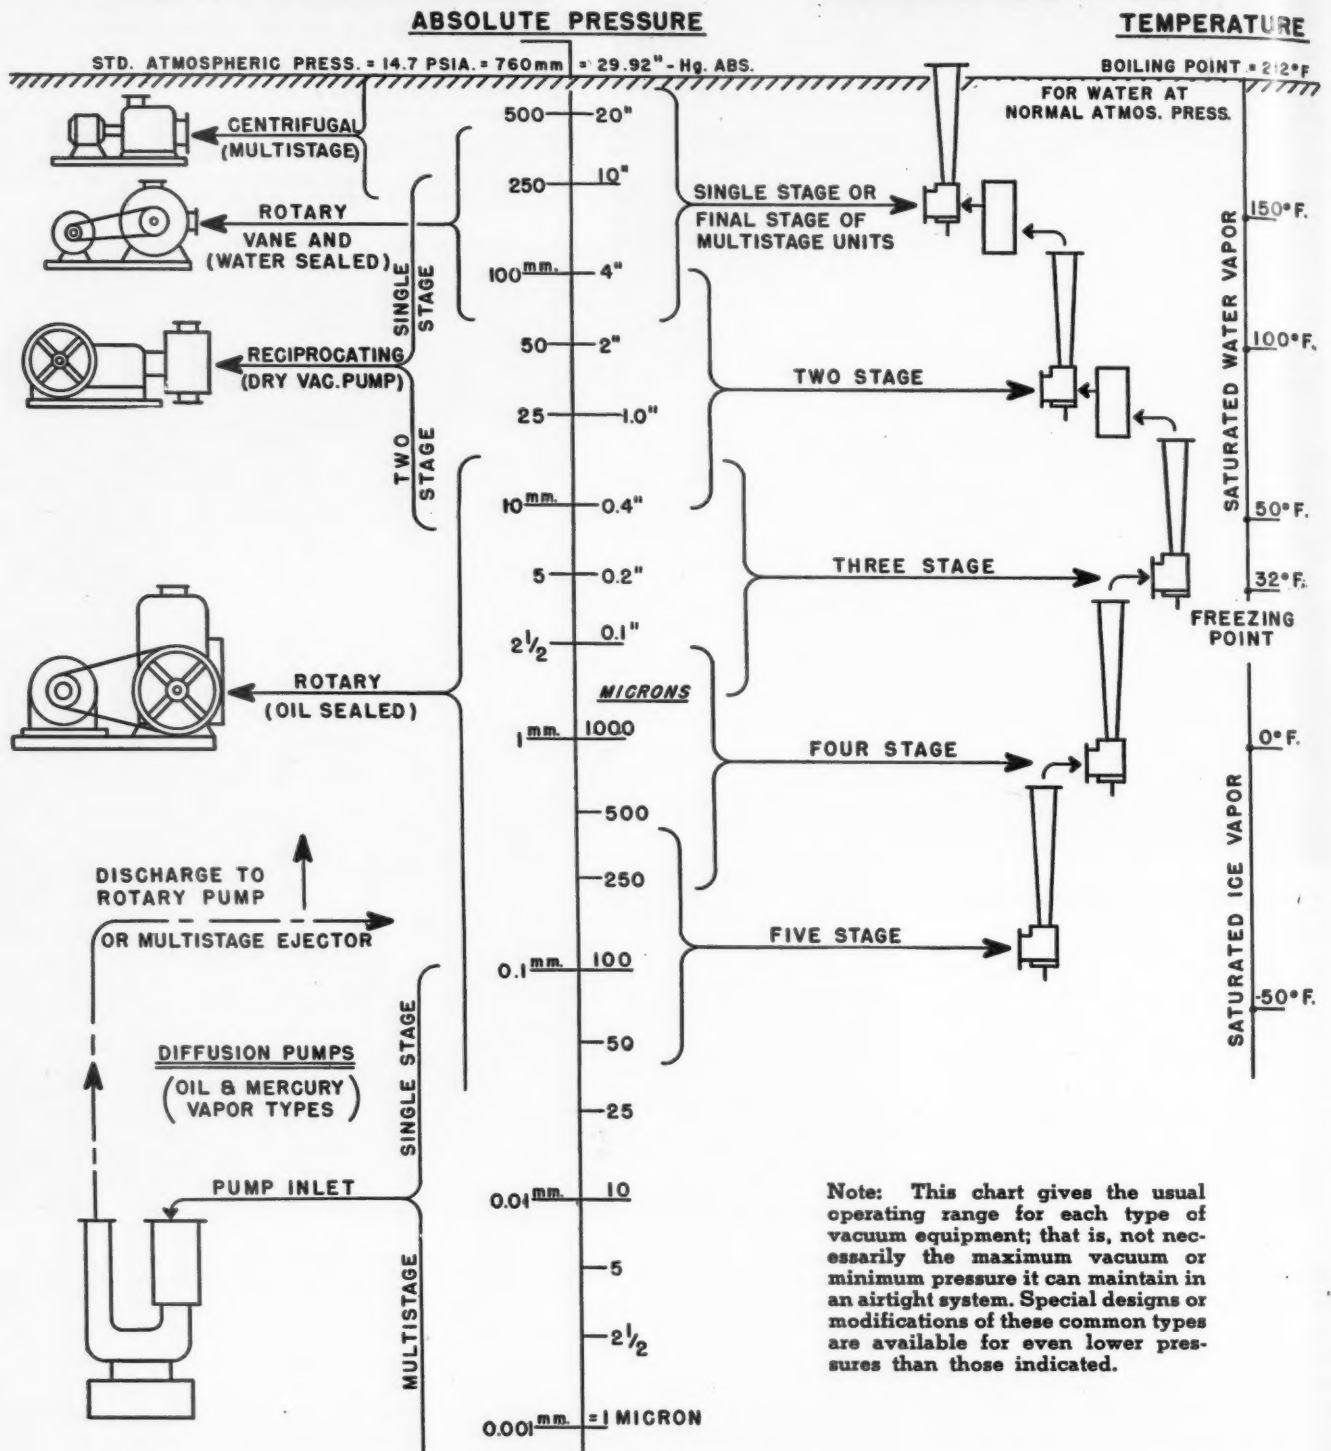 ABSOLUTE PRESSURE
TEMPERATURE
STD. ATMOSPHERIC PRESS. = 14.7 PSIA. = 760mm = 29.92" - Hg. ABS.
BOILING POINT = 212°F
FOR WATER AT
NORMAL ATMOS. PRESS.
CENTRIFUGAL
(MULTISTAGE)
500 20"
250 10"
ROTARY
VANE AND
(WATER SEALED)
SINGLE STAGE OR
FINAL STAGE OF
MULTISTAGE UNITS
150°F.
SATURATED WATER VAPOR
100mm. 4"
SINGLE
STAGE
50 2"
100°F.
RECIPROCATING
(DRY VAC. PUMP)
TWO STAGE
25 1.0"
TWO
STAGE
10mm. 0.4"
50°F.
5 0.2"
THREE STAGE
32°F.
FREEZING
POINT
2½ 0.1"
ROTARY
(OIL SEALED)
MICRONS
1mm. 1000
FOUR STAGE
0°F.
500
SATURATED ICE VAPOR
250
DISCHARGE TO
ROTARY PUMP
OR MULTISTAGE EJECTOR
FIVE STAGE
0.1mm. 100
-50°F.
50
DIFFUSION PUMPS
(OIL & MERCURY
VAPOR TYPES)
SINGLE STAGE
25
PUMP INLET
0.01mm. 10
5
MULTISTAGE
2½
0.001mm. = 1 MICRON
Note: This chart gives the usual
operating range for each type of
vacuum equipment; that is, not nec-
essarily the maximum vacuum or
minimum pressure it can maintain in
an airtight system. Special designs or
modifications of these common types
are available for even lower pres-
sures than those indicated.